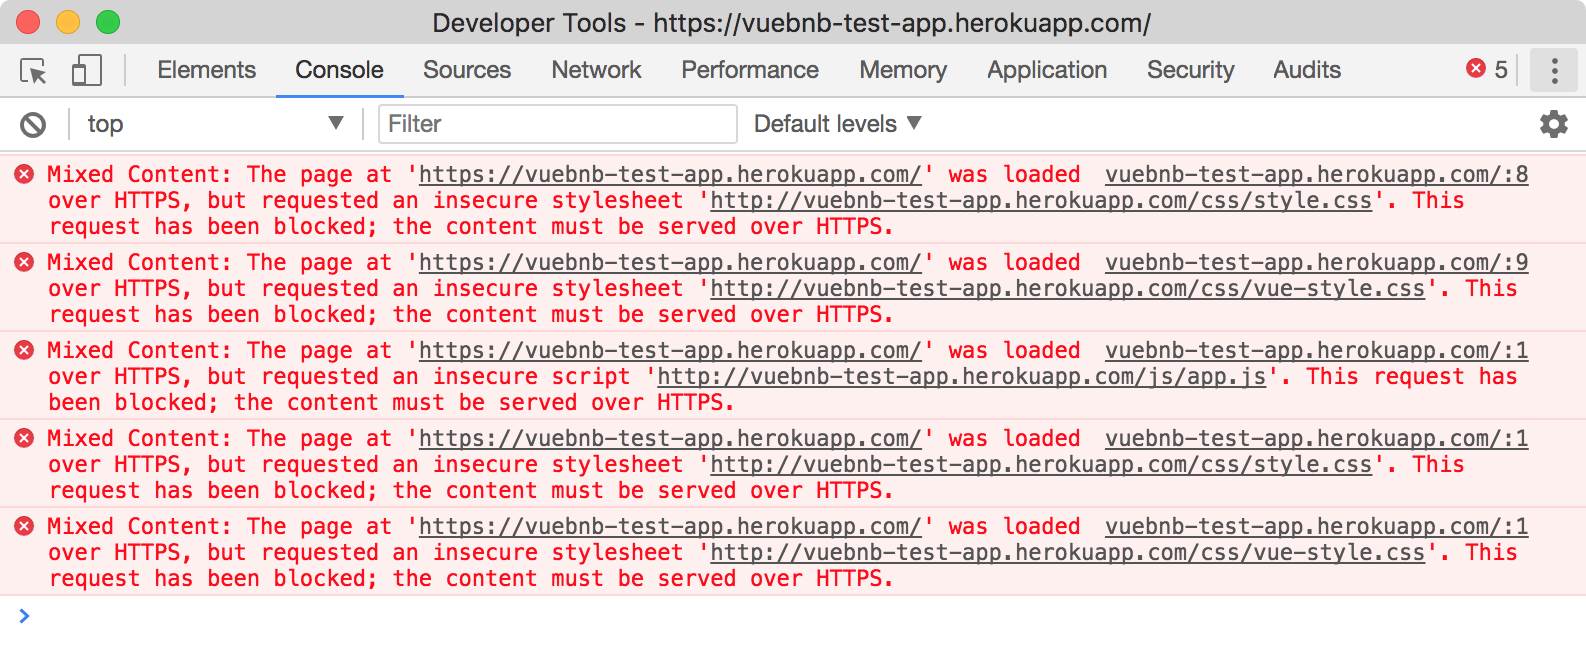 Developer Tools - https://vuebnb-test-app.herokuapp.com/
Elements Console Sources Network Performance Memory Application Security Audits 5
top Filter Default levels
Mixed Content: The page at 'https://vuebnb-test-app.herokuapp.com/' was loaded vuebnb-test-app.herokuapp.com/:8
over HTTPS, but requested an insecure stylesheet 'http://vuebnb-test-app.herokuapp.com/css/style.css'. This
request has been blocked; the content must be served over HTTPS.
Mixed Content: The page at 'https://vuebnb-test-app.herokuapp.com/' was loaded vuebnb-test-app.herokuapp.com/:9
over HTTPS, but requested an insecure stylesheet 'http://vuebnb-test-app.herokuapp.com/css/vue-style.css'. This
request has been blocked; the content must be served over HTTPS.
Mixed Content: The page at 'https://vuebnb-test-app.herokuapp.com/' was loaded vuebnb-test-app.herokuapp.com/:1
over HTTPS, but requested an insecure script 'http://vuebnb-test-app.herokuapp.com/js/app.js'. This request has
been blocked; the content must be served over HTTPS.
Mixed Content: The page at 'https://vuebnb-test-app.herokuapp.com/' was loaded vuebnb-test-app.herokuapp.com/:1
over HTTPS, but requested an insecure stylesheet 'http://vuebnb-test-app.herokuapp.com/css/style.css'. This
request has been blocked; the content must be served over HTTPS.
Mixed Content: The page at 'https://vuebnb-test-app.herokuapp.com/' was loaded vuebnb-test-app.herokuapp.com/:1
over HTTPS, but requested an insecure stylesheet 'http://vuebnb-test-app.herokuapp.com/css/vue-style.css'. This
request has been blocked; the content must be served over HTTPS.